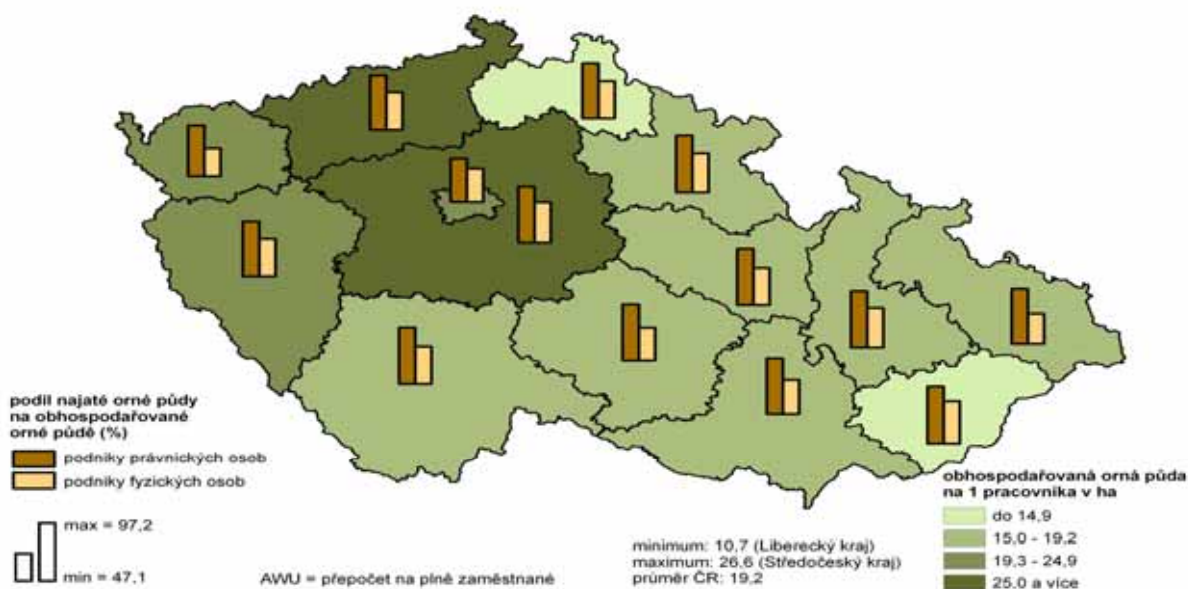 podíl najaté orné půdy
na obhospodařované
orné půdě (%)
podniky právnických osob
podniky fyzických osob
max = 97,2
min = 47,1
AWU = přepočet na plně zaměstnané
minimum: 10,7 (Liberecký kraj)
maximum: 26,6 (Středočeský kraj)
průměr ČR: 19,2
obhospodařovaná orná půda
na 1 pracovníka v ha
do 14,9
15,0 - 19,2
19,3 - 24,9
25,0 a více